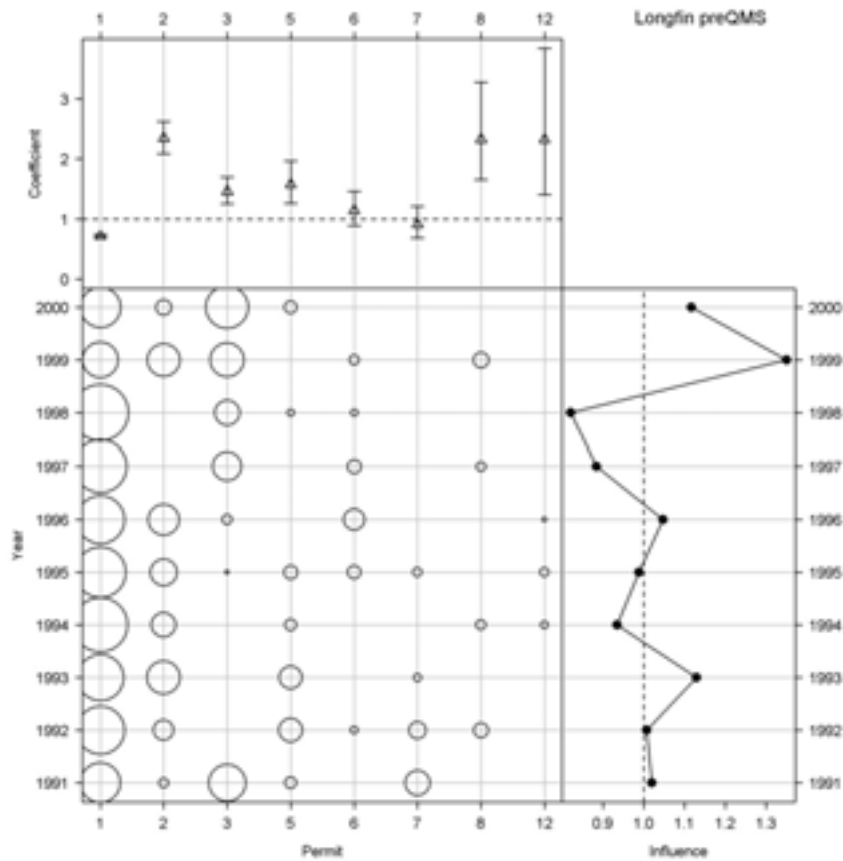 1 2 3 5 6 7 8 12
Longfin preQMS
3
2
1
0
Coefficient
2000 2000
1999 1999
1998 1998
1997 1997
1996 1996
1995 1995
1994 1994
1993 1993
1992 1992
1991 1991
Year
1 2 3 5 6 7 8 12 0.9 1.0 1.1 1.2 1.3
Permit Influence